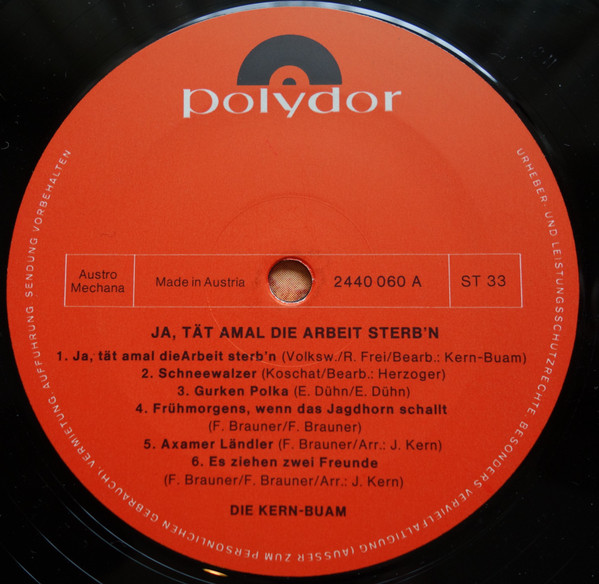 polydor
Austro
Mechana
Made in Austria
2440 060 A
ST 33
JA, TÄT AMAL DIE ARBEIT STERB'N
1. Ja, tät amal dieArbeit sterb'n (Volksw./R. Frei/Bearb.: Kern-Buam)
2. Schneewalzer (Koschat/Bearb.: Herzoger)
3. Gurken Polka (E. Dühn/E. Dühn)
4. Frühmorgens, wenn das Jagdhorn schallt
(F. Brauner/F. Brauner)
5. Axamer Ländler (F. Brauner/Arr.: J. Kern)
6. Es ziehen zwei Freunde
(F. Brauner/F. Brauner/Arr.: J. Kern)
DIE KERN-BUAM
URHEBER- UND LEISTUNGSSCHUTZRECHTE, BESONDERS VERVIELFÄLTIGUNG (AUSSER ZUM PERSÖNLICHEN GEBRAUCH), VERMIETUNG, AUFFÜHRUNG, SENDUNG VORBEHALTEN